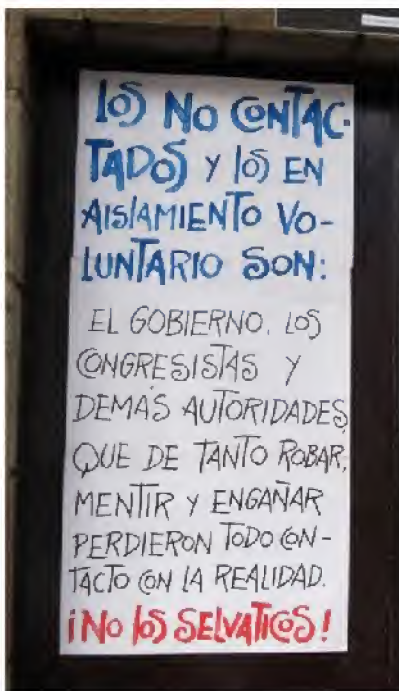 LOS NO CONTAC-
TADOS Y LOS EN
AISLAMIENTO VO-
LUNTARIO SON:
EL GOBIERNO, LOS
CONGRESISTAS Y
DEMÁS AUTORIDADES,
QUE DE TANTO ROBAR,
MENTIR Y ENGAÑAR
PERDIERON TODO CON-
TACTO CON LA REALIDAD.
¡NO LOS SELVATICOS!